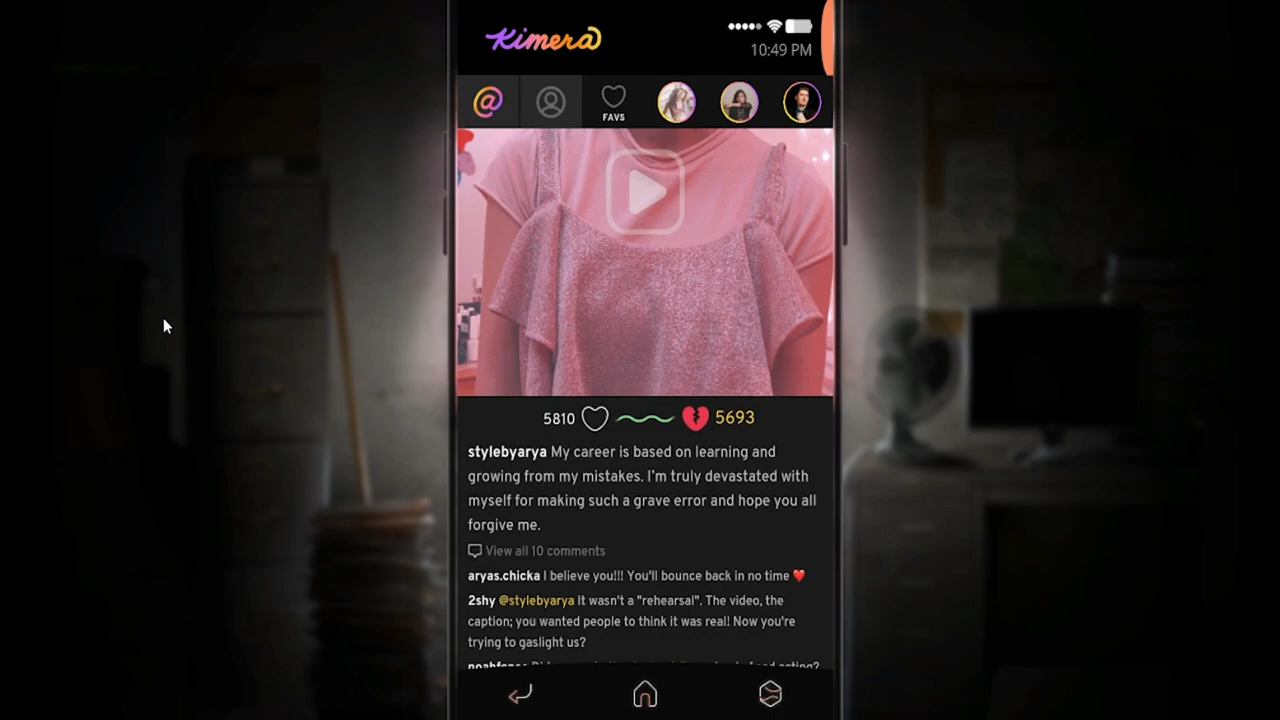 Kimera
10:49 PM
@
FAVS
5810 5693
stylebyarya My career is based on learning and
growing from my mistakes. I'm truly devastated with
myself for making such a grave error and hope you all
forgive me.
View all 10 comments
aryas.chicka I believe you!!! You'll bounce back in no time ❤️
2shy @stylebyarya It wasn't a "rehearsal". The video, the
caption; you wanted people to think it was real! Now you're
trying to gaslight us?